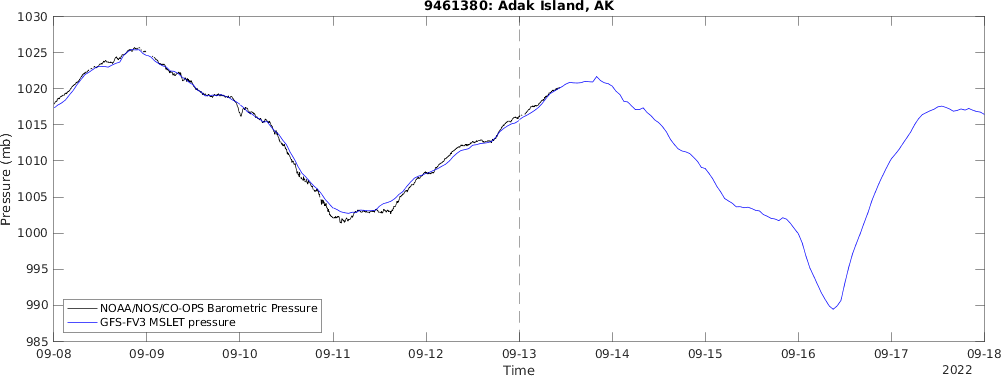 9461380: Adak Island, AK
Pressure (mb)
1030
1025
1020
1015
1010
1005
1000
995
990
985
NOAA/NOS/CO-OPS Barometric Pressure
GFS-FV3 MSLET pressure
09-08 09-09 09-10 09-11 09-12 09-13 09-14 09-15 09-16 09-17 09-18
Time
2022